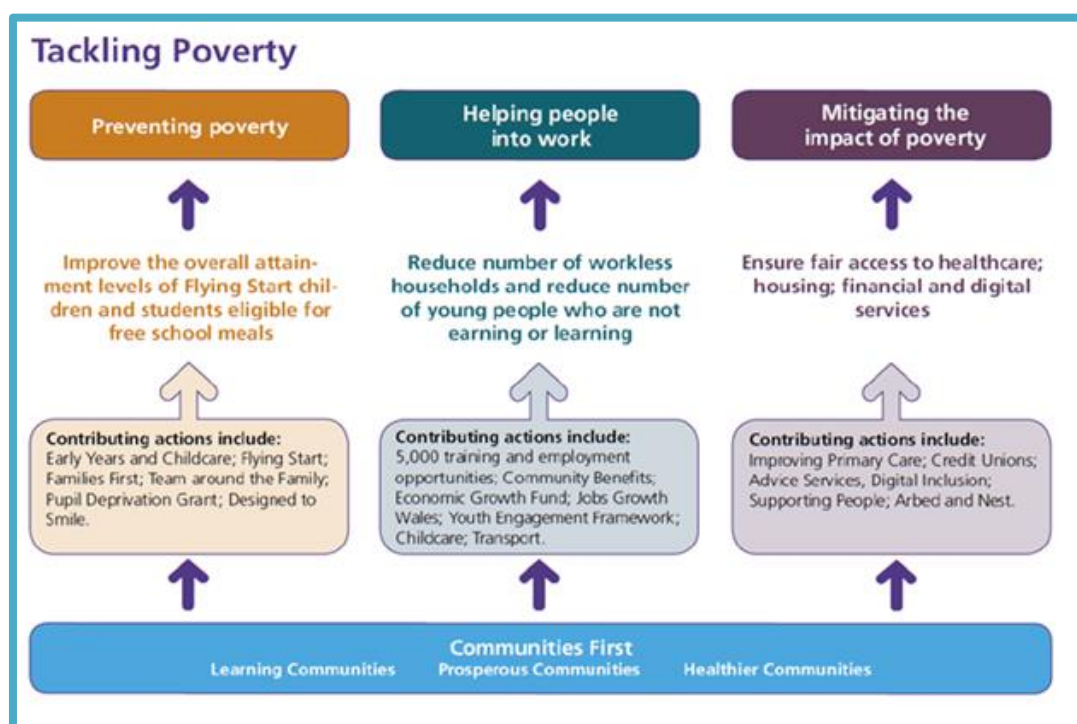 Tackling Poverty
Preventing poverty
Helping people
into work
Mitigating the
impact of poverty
Improve the overall attain-
ment levels of Flying Start chil-
dren and students eligible for
free school meals
Reduce number of workless
households and reduce number
of young people who are not
earning or learning
Ensure fair access to healthcare;
housing; financial and digital
services
Contributing actions include:
Early Years and Childcare; Flying Start;
Families First; Team around the Family;
Pupil Deprivation Grant; Designed to
Smile.
Contributing actions include:
5,000 training and employment
opportunities; Community Benefits;
Economic Growth Fund; Jobs Growth
Wales; Youth Engagement Framework;
Childcare; Transport.
Contributing actions include:
Improving Primary Care; Credit Unions;
Advice Services, Digital Inclusion;
Supporting People; Arbed and Nest.
Communities First
Learning Communities Prosperous Communities Healthier Communities